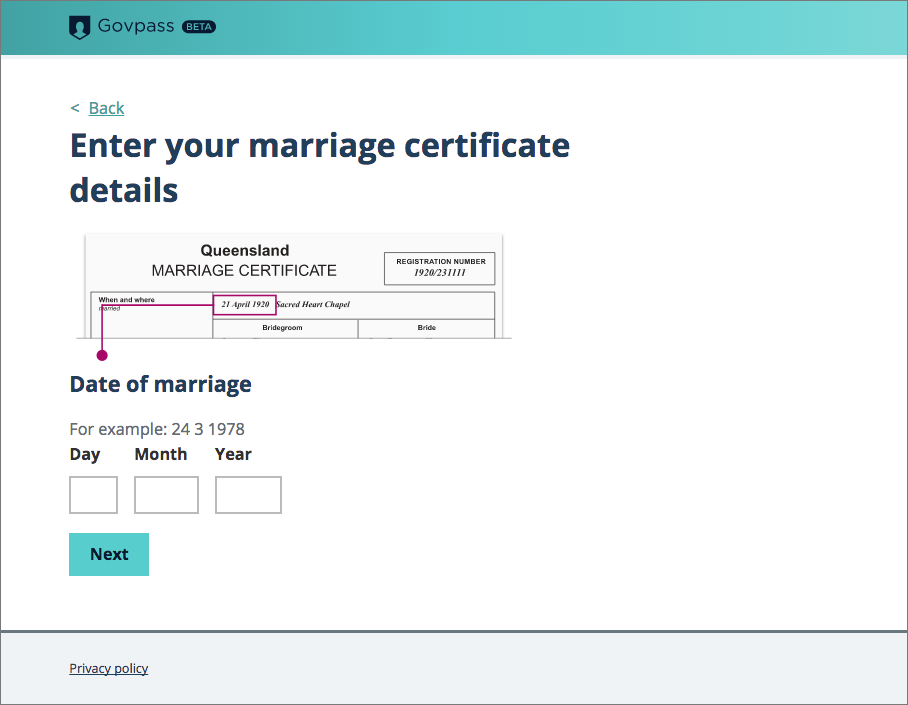 Govpass BETA
< Back
Enter your marriage certificate
details
Queensland
MARRIAGE CERTIFICATE
REGISTRATION NUMBER
1920/231111
When and where
married
21 April 1920 Sacred Heart Chapel
Bridegroom Bride
Date of marriage
For example: 24 3 1978
Day Month Year
Next
Privacy policy